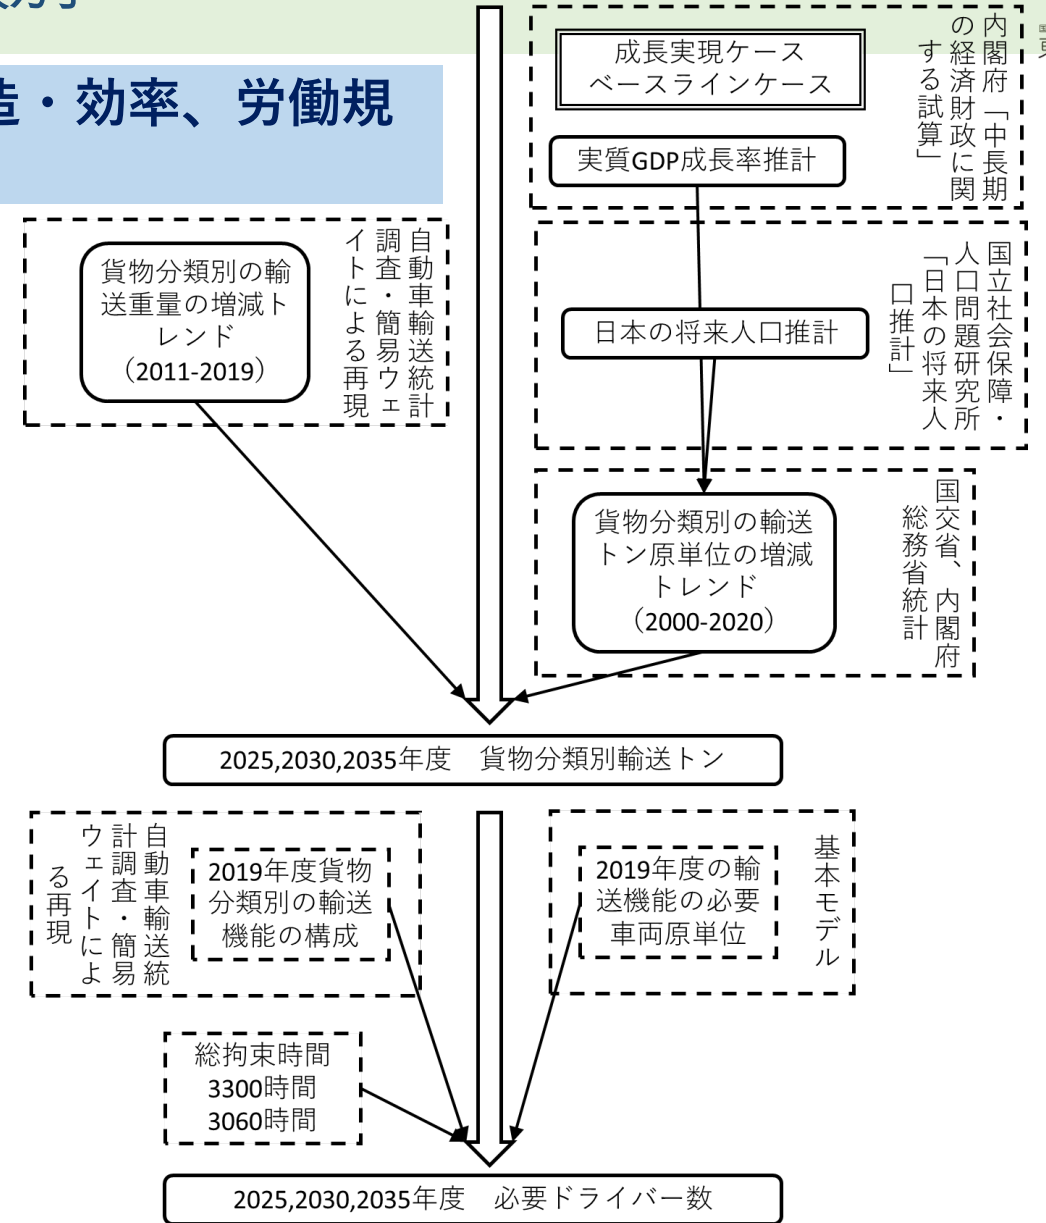 造・効率、労働規
成長実現ケース
ベースラインケース
実質GDP成長率推計
内閣府「中長期
の経済財政に関
する試算」
貨物分類別の輸
送重量の増減ト
レンド
（2011-2019）
自動車輸送統計
調査・簡易ウェ
イトによる再現
日本の将来人口推計
国立社会保障・
人口問題研究所
「日本の将来人
口推計」
貨物分類別の輸送
トン原単位の増減
トレンド
（2000-2020）
国交省、内閣府
総務省統計
2025,2030,2035年度　貨物分類別輸送トン
自動車輸送統
計調査・簡易
ウェイトによ
る再現
2019年度貨物
分類別の輸送
機能の構成
2019年度の輸
送機能の必要
車両原単位
基本モデル
総拘束時間
3300時間
3060時間
2025,2030,2035年度　必要ドライバー数